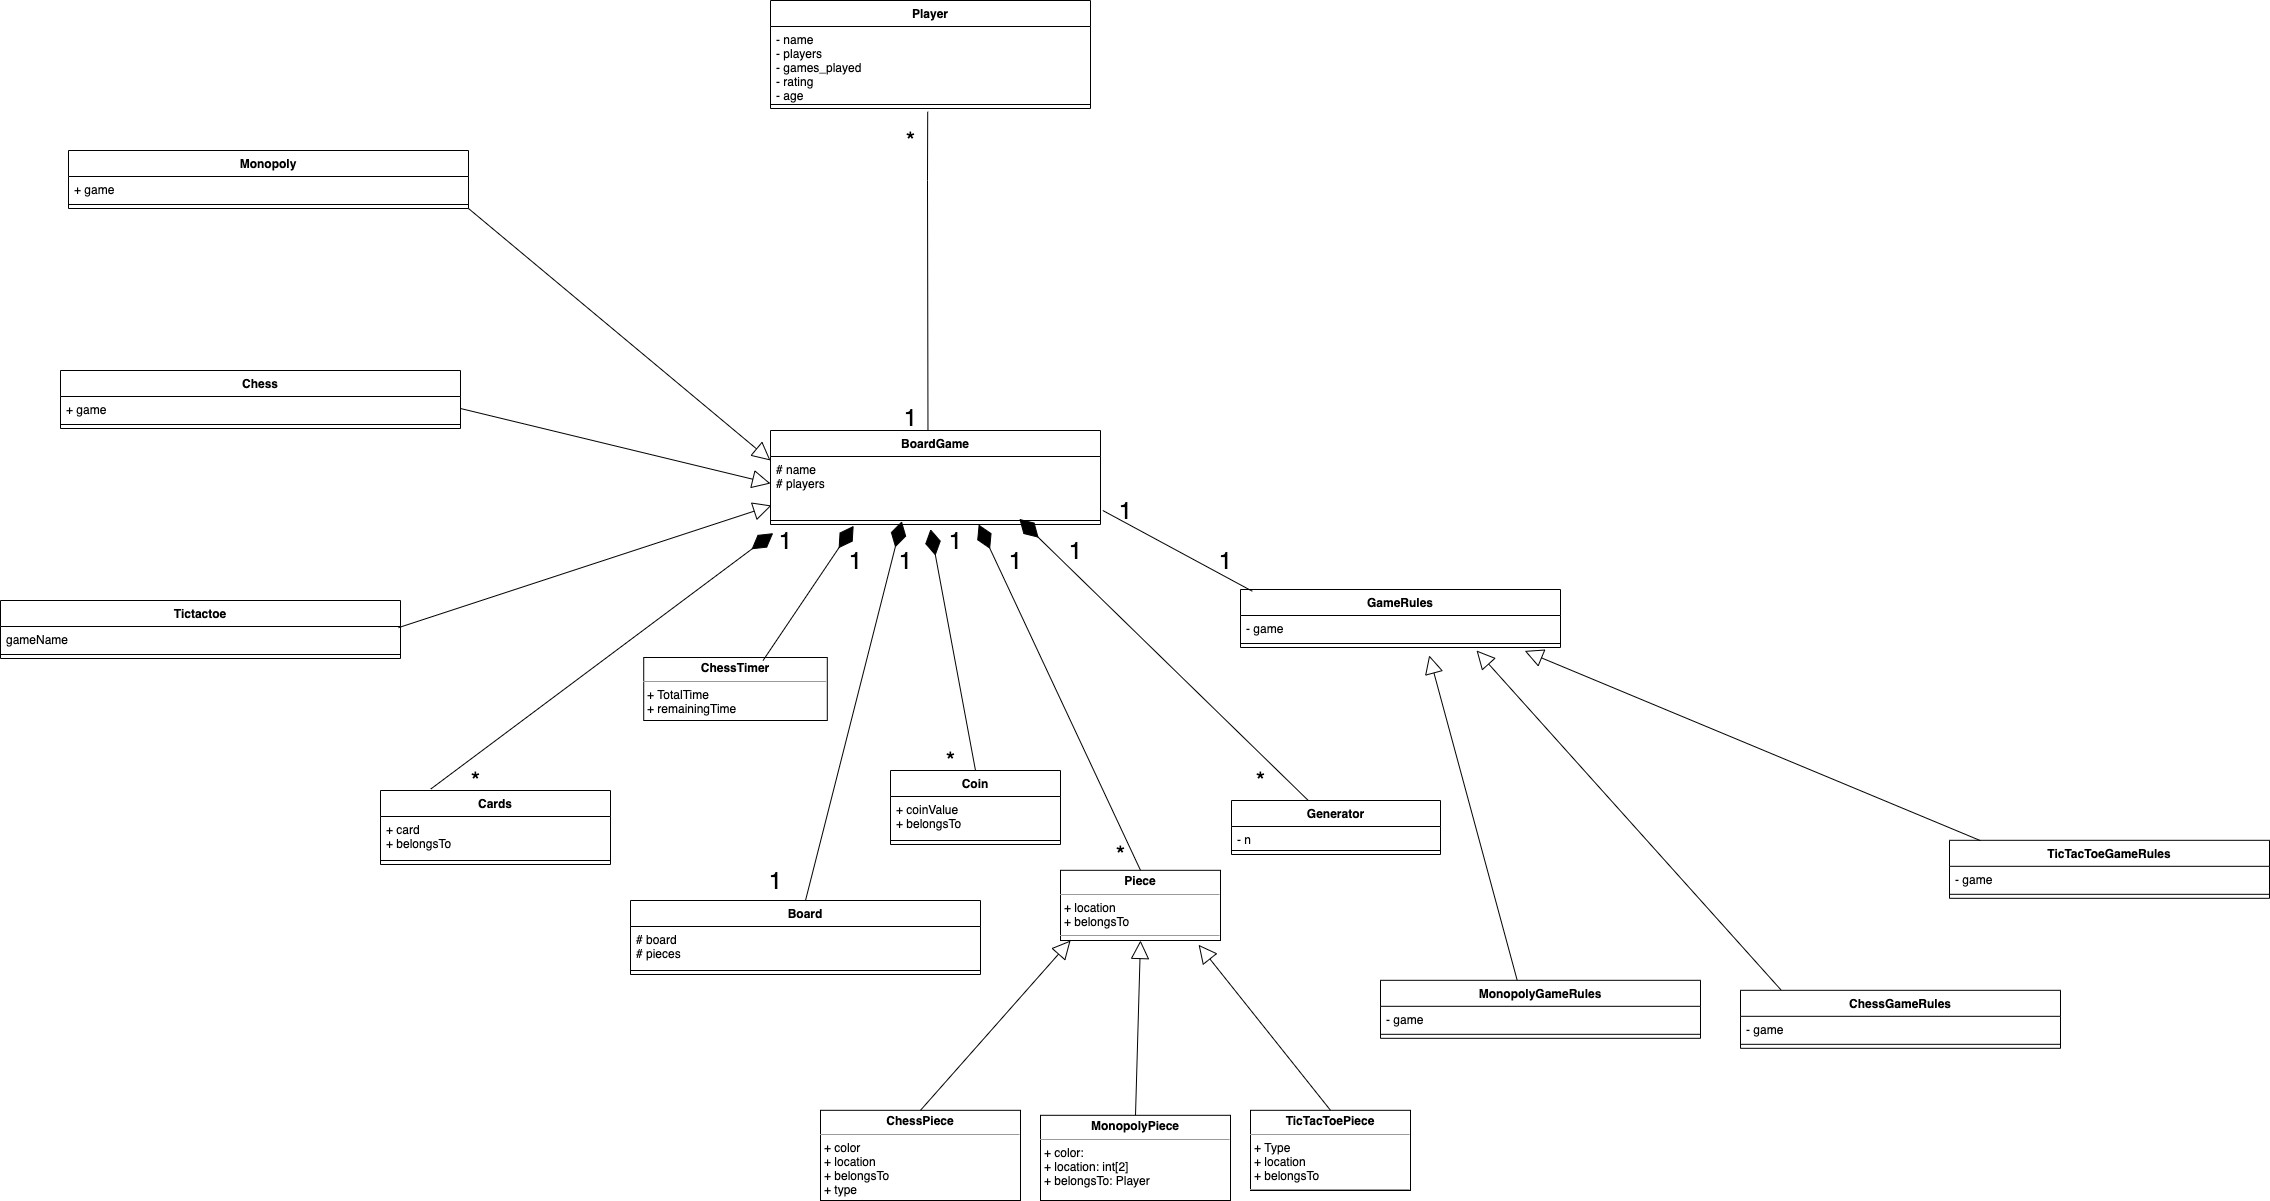 Player
- name
- players
- games_played
- rating
- age
*
Monopoly
+ game
Chess
+ game
1
BoardGame
# name
# players
1
1
1
1
1
1
1
1
Tictactoe
gameName
GameRules
- game
ChessTimer
+ TotalTime
+ remainingTime
*
*
*
Cards
+ card
+ belongsTo
Coin
+ coinValue
+ belongsTo
Generator
- n
*
1
Piece
+ location
+ belongsTo
TicTacToeGameRules
- game
Board
# board
# pieces
MonopolyGameRules
- game
ChessGameRules
- game
ChessPiece
+ color
+ location
+ belongsTo
+ type
MonopolyPiece
+ color:
+ location: int[2]
+ belongsTo: Player
TicTacToePiece
+ Type
+ location
+ belongsTo